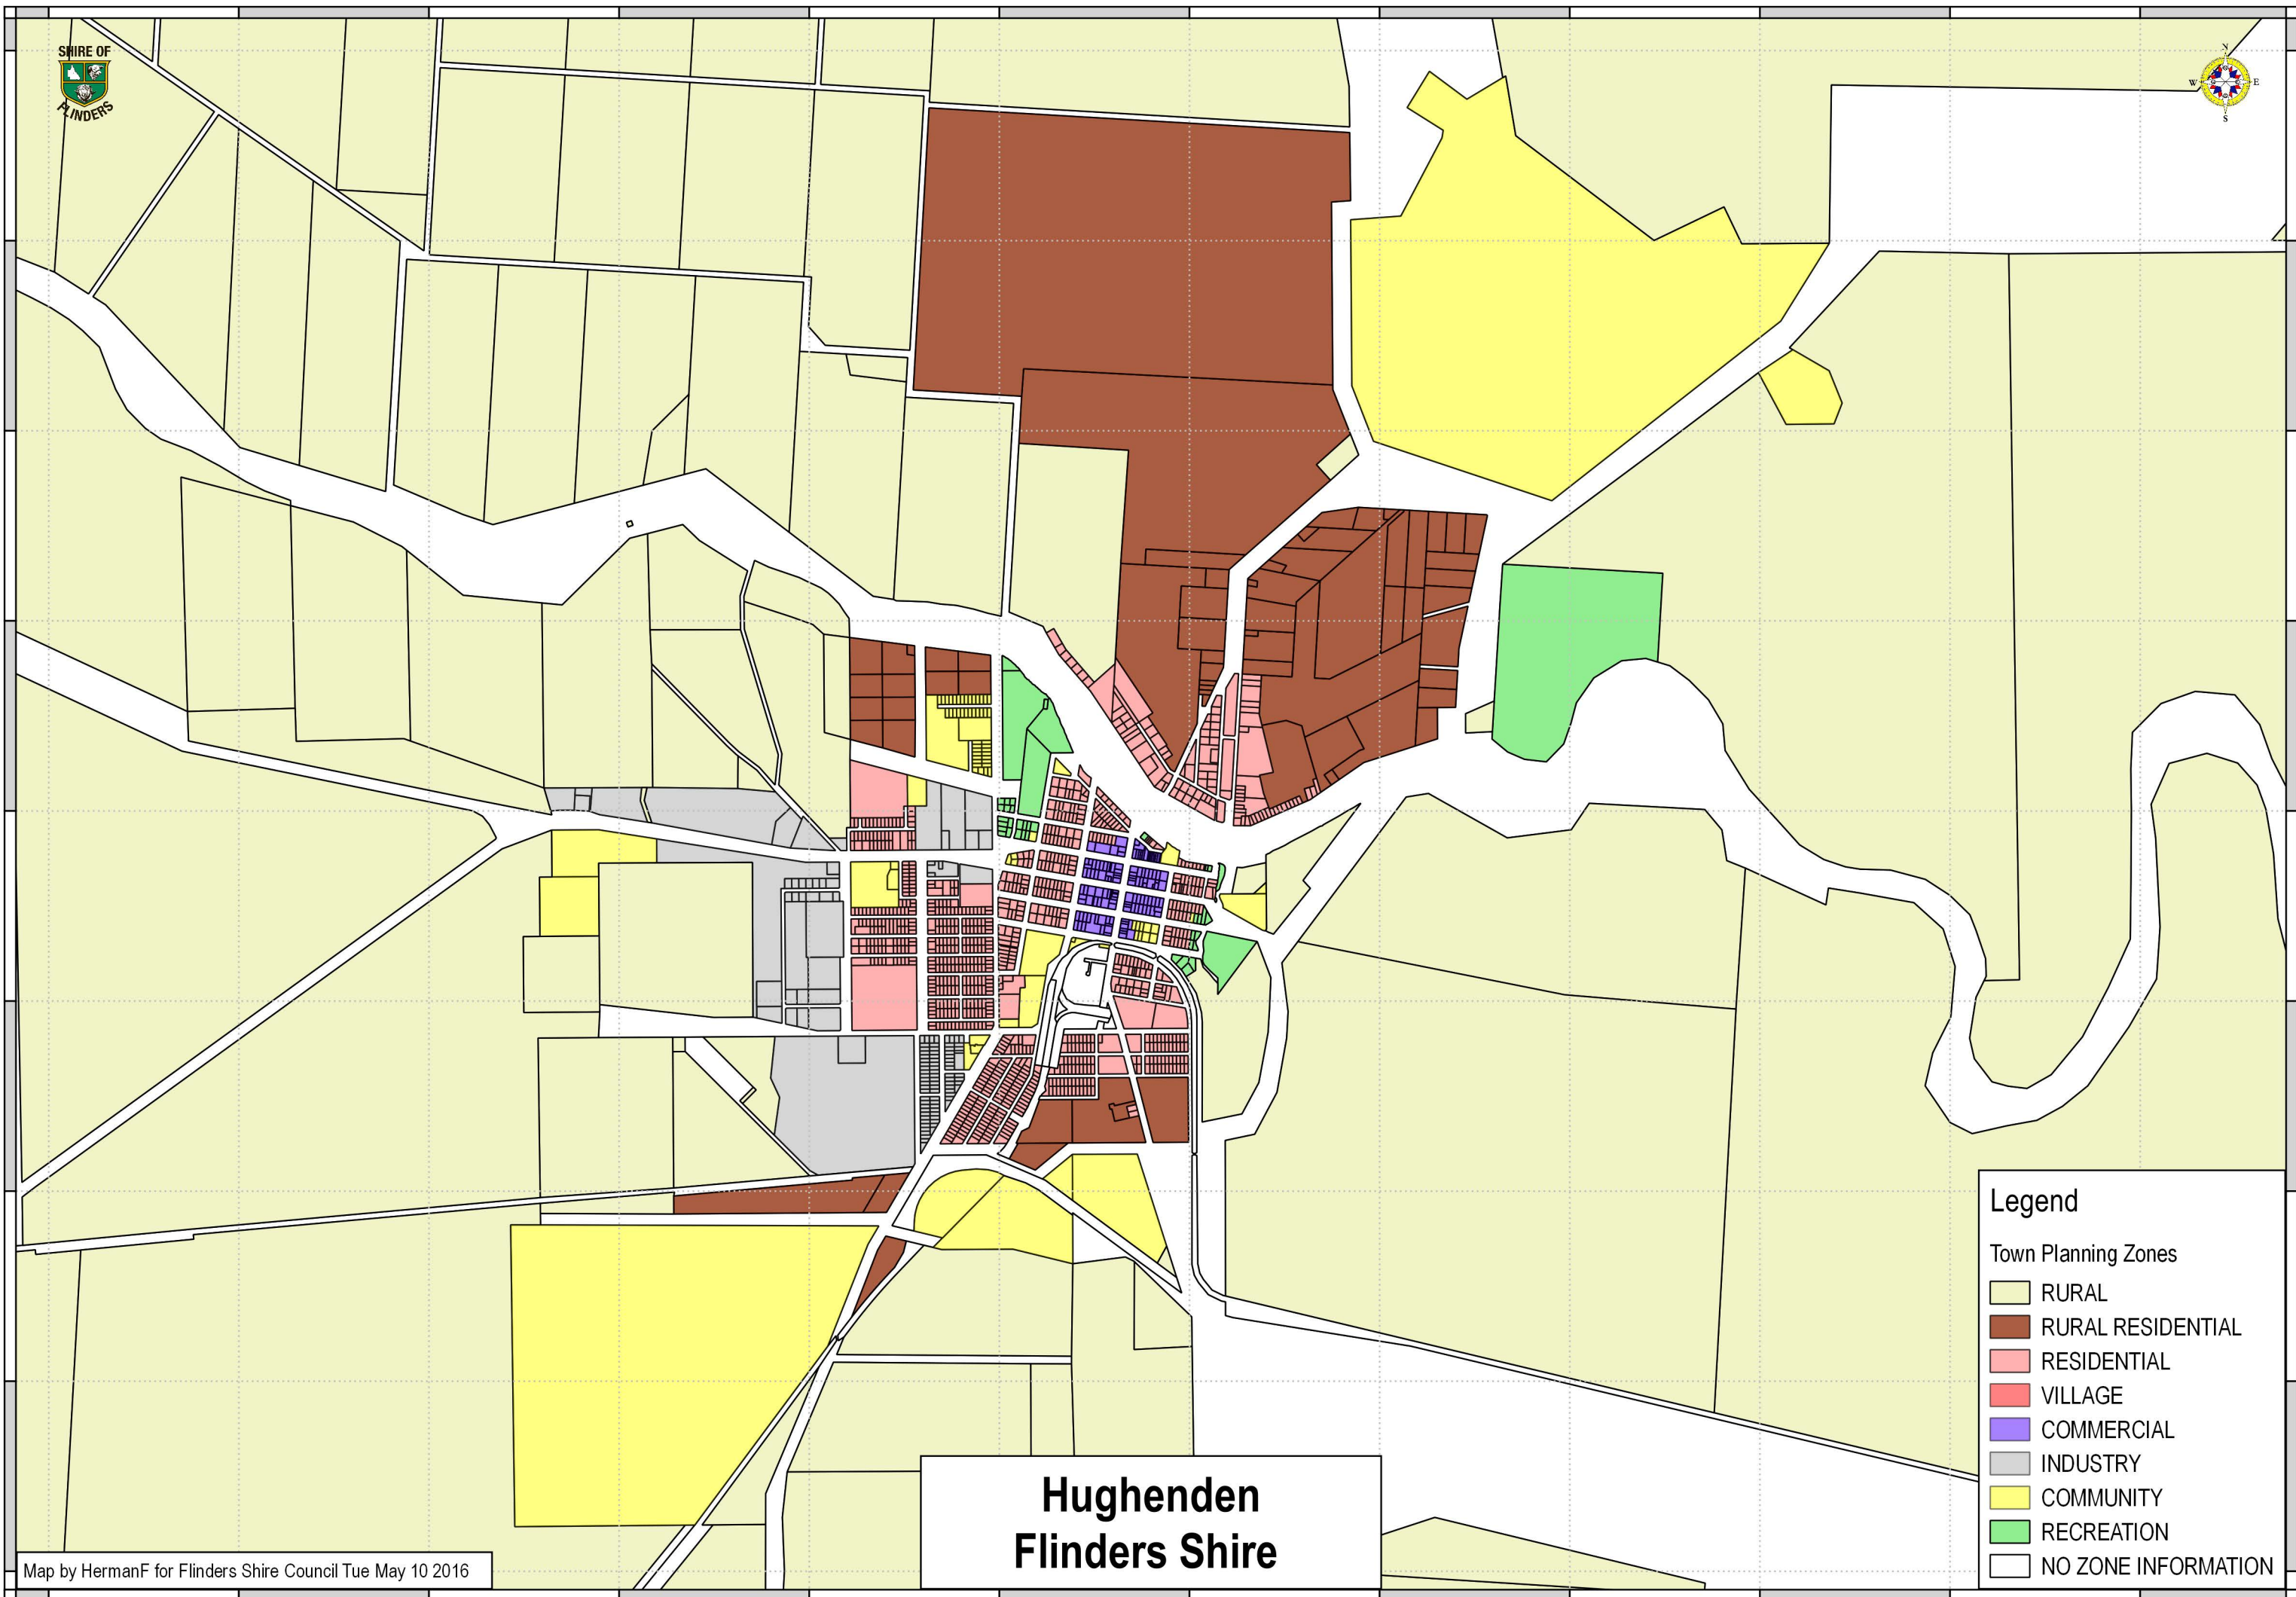 SHIRE OF
FLINDERS
N
W
E
S
Legend
Town Planning Zones
RURAL
RURAL RESIDENTIAL
RESIDENTIAL
VILLAGE
COMMERCIAL
INDUSTRY
COMMUNITY
RECREATION
NO ZONE INFORMATION
Hughenden
Flinders Shire
Map by HermanF for Flinders Shire Council Tue May 10 2016